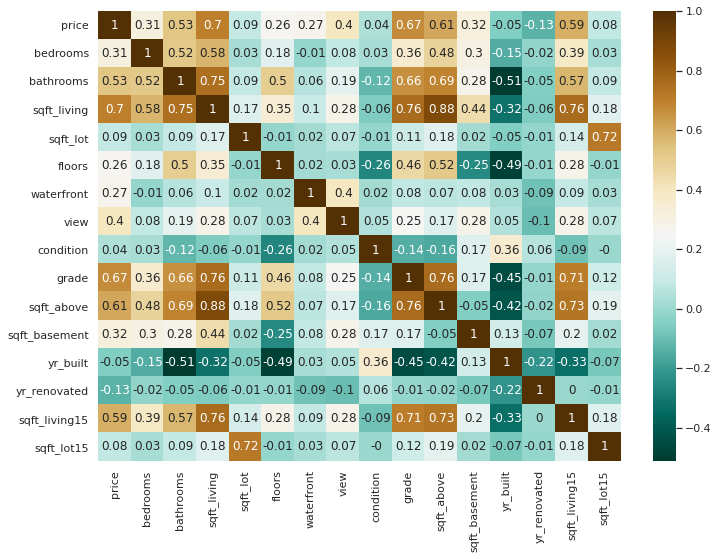 price 1 0.31 0.53 0.7 0.09 0.26 0.27 0.4 0.04 0.67 0.61 0.32 -0.05 -0.13 0.59 0.08
bedrooms 0.31 1 0.52 0.58 0.03 0.18 -0.01 0.08 0.03 0.36 0.48 0.3 -0.15 -0.02 0.39 0.03
bathrooms 0.53 0.52 1 0.75 0.09 0.5 0.06 0.19 -0.12 0.66 0.69 0.28 -0.51 -0.05 0.57 0.09
sqft_living 0.7 0.58 0.75 1 0.17 0.35 0.1 0.28 -0.06 0.76 0.88 0.44 -0.32 -0.06 0.76 0.18
sqft_lot 0.09 0.03 0.09 0.17 1 -0.01 0.02 0.07 -0.01 0.11 0.18 0.02 -0.05 -0.01 0.14 0.72
floors 0.26 0.18 0.5 0.35 -0.01 1 0.02 0.03 -0.26 0.46 0.52 -0.25 -0.49 -0.01 0.28 -0.01
waterfront 0.27 -0.01 0.06 0.1 0.02 0.02 1 0.4 0.02 0.08 0.07 0.08 0.03 -0.09 0.09 0.03
view 0.4 0.08 0.19 0.28 0.07 0.03 0.4 1 0.05 0.25 0.17 0.28 0.05 -0.1 0.28 0.07
condition 0.04 0.03 -0.12 -0.06 -0.01 -0.26 0.02 0.05 1 -0.14 -0.16 0.17 0.36 0.06 -0.09 -0
grade 0.67 0.36 0.66 0.76 0.11 0.46 0.08 0.25 -0.14 1 0.76 0.17 -0.45 -0.01 0.71 0.12
sqft_above 0.61 0.48 0.69 0.88 0.18 0.52 0.07 0.17 -0.16 0.76 1 -0.05 -0.42 -0.02 0.73 0.19
sqft_basement 0.32 0.3 0.28 0.44 0.02 -0.25 0.08 0.28 0.17 0.17 -0.05 1 0.13 -0.07 0.2 0.02
yr_built -0.05 -0.15 -0.51 -0.32 -0.05 -0.49 0.03 0.05 0.36 -0.45 -0.42 0.13 1 -0.22 -0.33 -0.07
yr_renovated -0.13 -0.02 -0.05 -0.06 -0.01 -0.01 -0.09 -0.1 0.06 -0.01 -0.02 -0.07 -0.22 1 0 -0.01
sqft_living15 0.59 0.39 0.57 0.76 0.14 0.28 0.09 0.28 -0.09 0.71 0.73 0.2 -0.33 0 1 0.18
sqft_lot15 0.08 0.03 0.09 0.18 0.72 -0.01 0.03 0.07 -0 0.12 0.19 0.02 -0.07 -0.01 0.18 1
price bedrooms bathrooms sqft_living sqft_lot floors waterfront view condition grade sqft_above sqft_basement yr_built yr_renovated sqft_living15 sqft_lot15
1.0
0.8
0.6
0.4
0.2
0.0
−0.2
−0.4